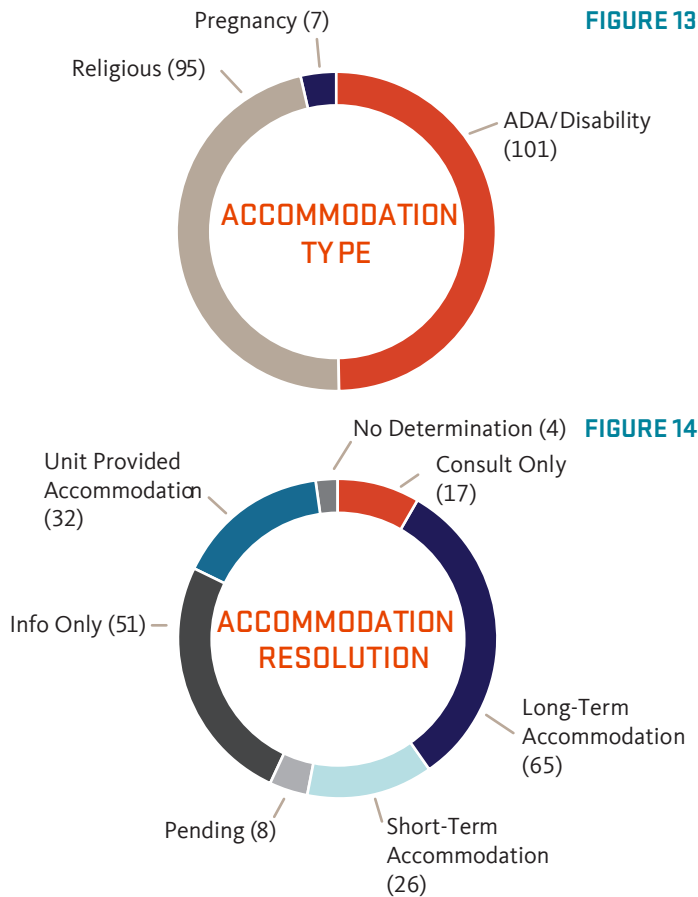 FIGURE 13
Pregnancy (7)
Religious (95)
ADA/Disability
(101)
ACCOMMODATION
TYPE
FIGURE 14
No Determination (4)
Consult Only
(17)
Unit Provided
Accommodation
(32)
Info Only (51)
ACCOMMODATION
RESOLUTION
Long-Term
Accommodation
(65)
Pending (8)
Short-Term
Accommodation
(26)